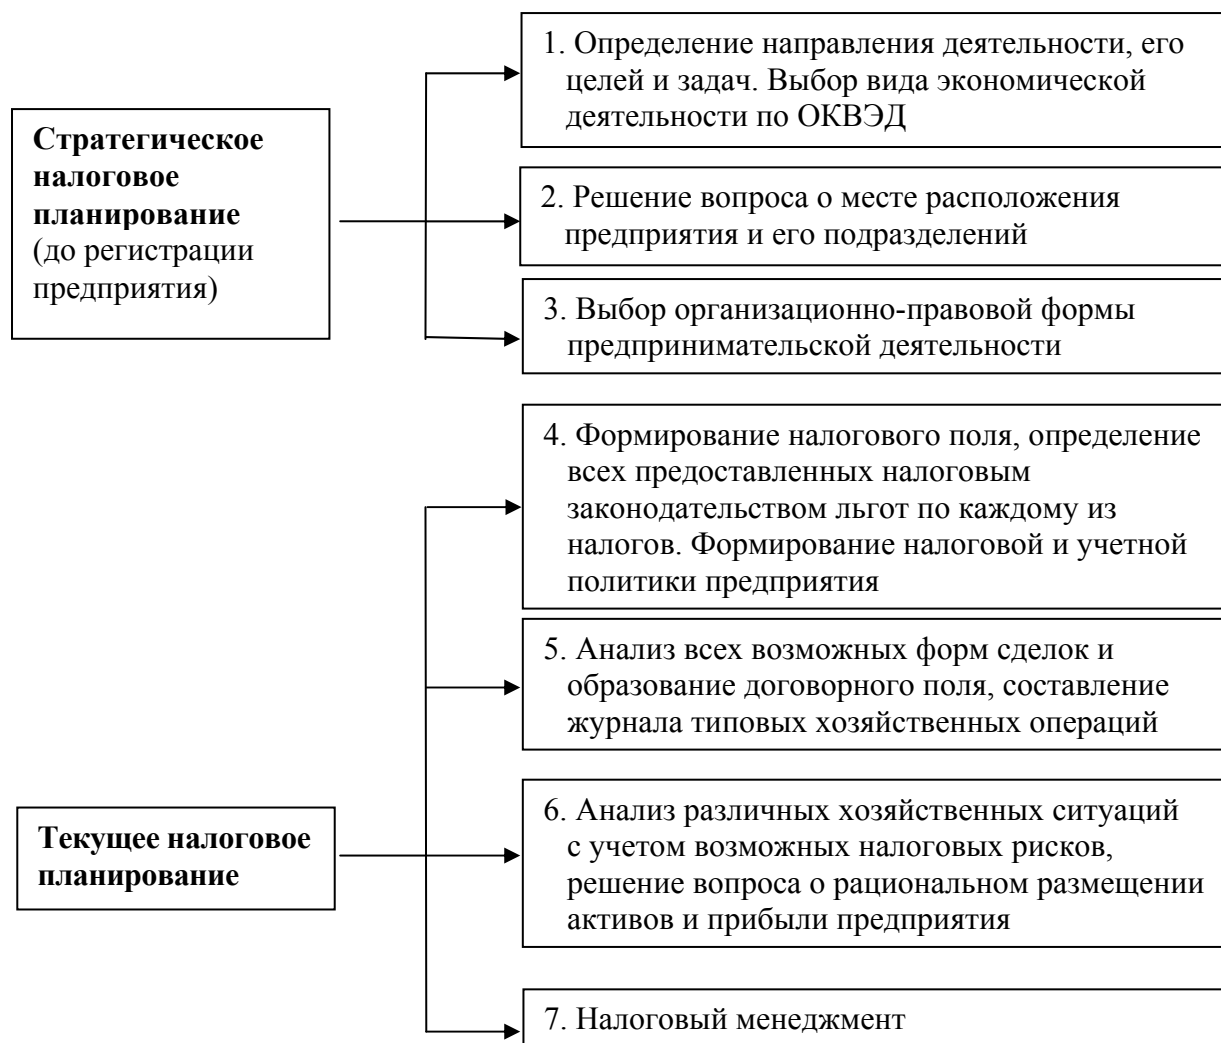 1. Определение направления деятельности, его
целей и задач. Выбор вида экономической
деятельности по ОКВЭД
Стратегическое
налоговое
планирование
(до регистрации
предприятия)
2. Решение вопроса о месте расположения
предприятия и его подразделений
3. Выбор организационно-правовой формы
предпринимательской деятельности
4. Формирование налогового поля, определение
всех предоставленных налоговым
законодательством льгот по каждому из
налогов. Формирование налоговой и учетной
политики предприятия
5. Анализ всех возможных форм сделок и
образование договорного поля, составление
журнала типовых хозяйственных операций
Текущее налоговое
планирование
6. Анализ различных хозяйственных ситуаций
с учетом возможных налоговых рисков,
решение вопроса о рациональном размещении
активов и прибыли предприятия
7. Налоговый менеджмент